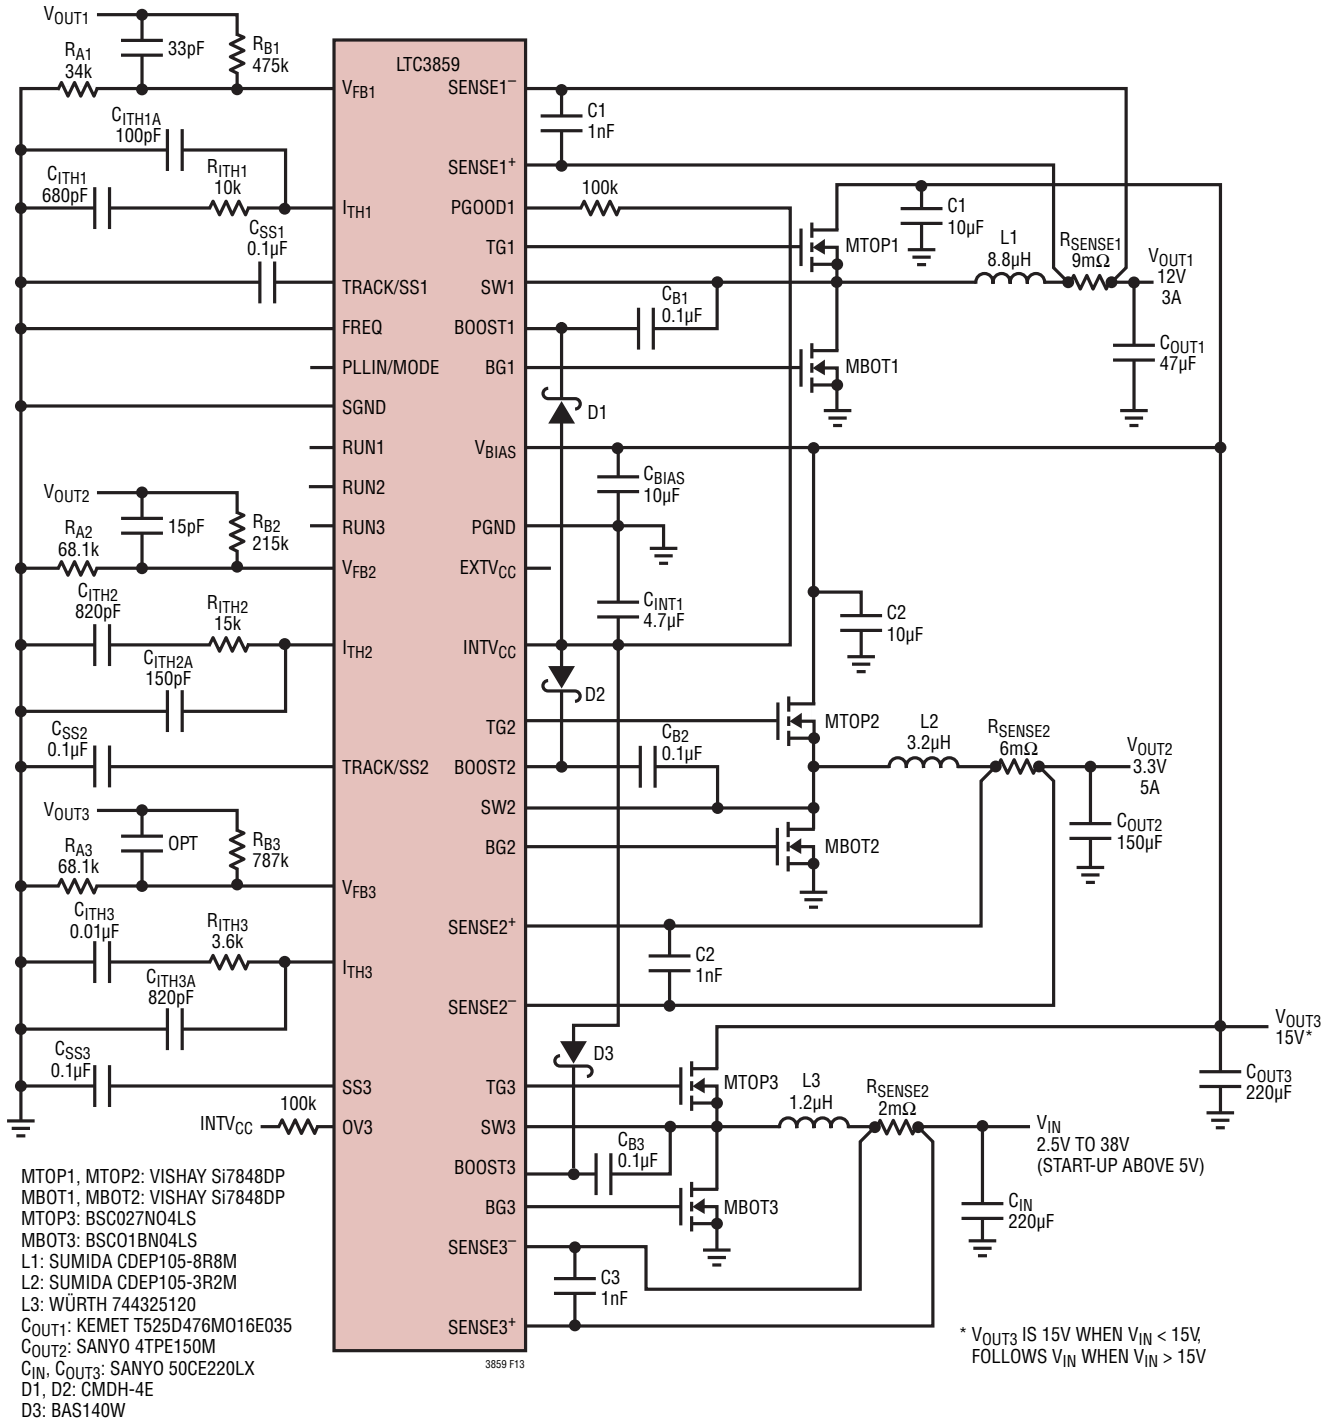 VOUT1
33pF
RB1
475k
RA1
34k
VFB1
LTC3859
SENSE1–
C1
1nF
CITH1A
100pF
SENSE1+
RITH1
10k
CITH1
680pF
ITH1
PGOOD1
100k
C1
10µF
CSS1
0.1µF
TG1
MTOP1
L1
8.8µH
RSENSE1
9mΩ
VOUT1
12V
3A
TRACK/SS1
SW1
CB1
0.1µF
FREQ
BOOST1
COUT1
47µF
PLLIN/MODE
BG1
MBOT1
SGND
D1
RUN1
VBIAS
CBIAS
10µF
RUN2
VOUT2
15pF
RB2
215k
RA2
68.1k
RUN3
PGND
VFB2
EXTVCC
CITH2
820pF
RITH2
15k
CINT1
4.7µF
C2
10µF
ITH2
INTVCC
CITH2A
150pF
D2
CSS2
0.1µF
TG2
MTOP2
L2
3.2µH
RSENSE2
6mΩ
VOUT2
3.3V
5A
CB2
0.1µF
TRACK/SS2
BOOST2
VOUT3
SW2
OPT
RB3
787k
RA3
68.1k
BG2
MBOT2
COUT2
150µF
VFB3
CITH3
0.01µF
RITH3
3.6k
SENSE2+
C2
1nF
ITH3
CITH3A
820pF
SENSE2–
VOUT3
15V*
CSS3
0.1µF
D3
SS3
TG3
MTOP3
L3
1.2µH
RSENSE2
2mΩ
COUT3
220µF
INTVCC
100k
OV3
SW3
CB3
0.1µF
VIN
2.5V TO 38V
(START-UP ABOVE 5V)
BOOST3
BG3
MBOT3
CIN
220µF
SENSE3–
C3
1nF
SENSE3+
MTOP1, MTOP2: VISHAY Si7848DP
MBOT1, MBOT2: VISHAY Si7848DP
MTOP3: BSC027NO4LS
MBOT3: BSCO1BN04LS
L1: SUMIDA CDEP105-8R8M
L2: SUMIDA CDEP105-3R2M
L3: WÜRTH 744325120
COUT1: KEMET T525D476MO16E035
COUT2: SANYO 4TPE150M
CIN, COUT3: SANYO 50CE220LX
D1, D2: CMDH-4E
D3: BAS140W
3859 F13
* VOUT3 IS 15V WHEN VIN < 15V,
FOLLOWS VIN WHEN VIN > 15V